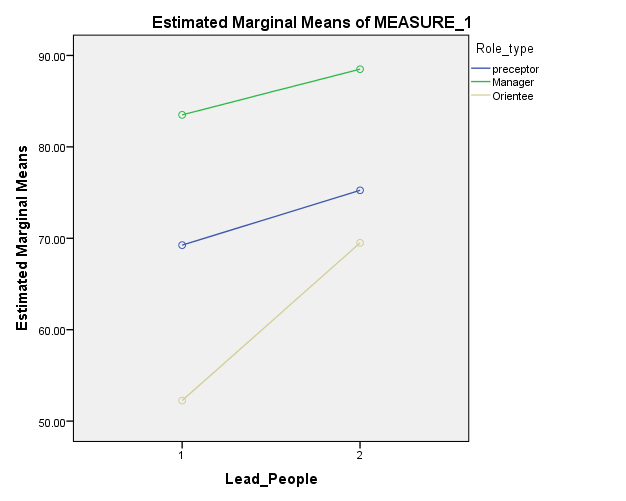 Estimated Marginal Means of MEASURE_1
Role_type
preceptor
Manager
Orientee
Estimated Marginal Means
90.00
80.00
70.00
60.00
50.00
1
2
Lead_People